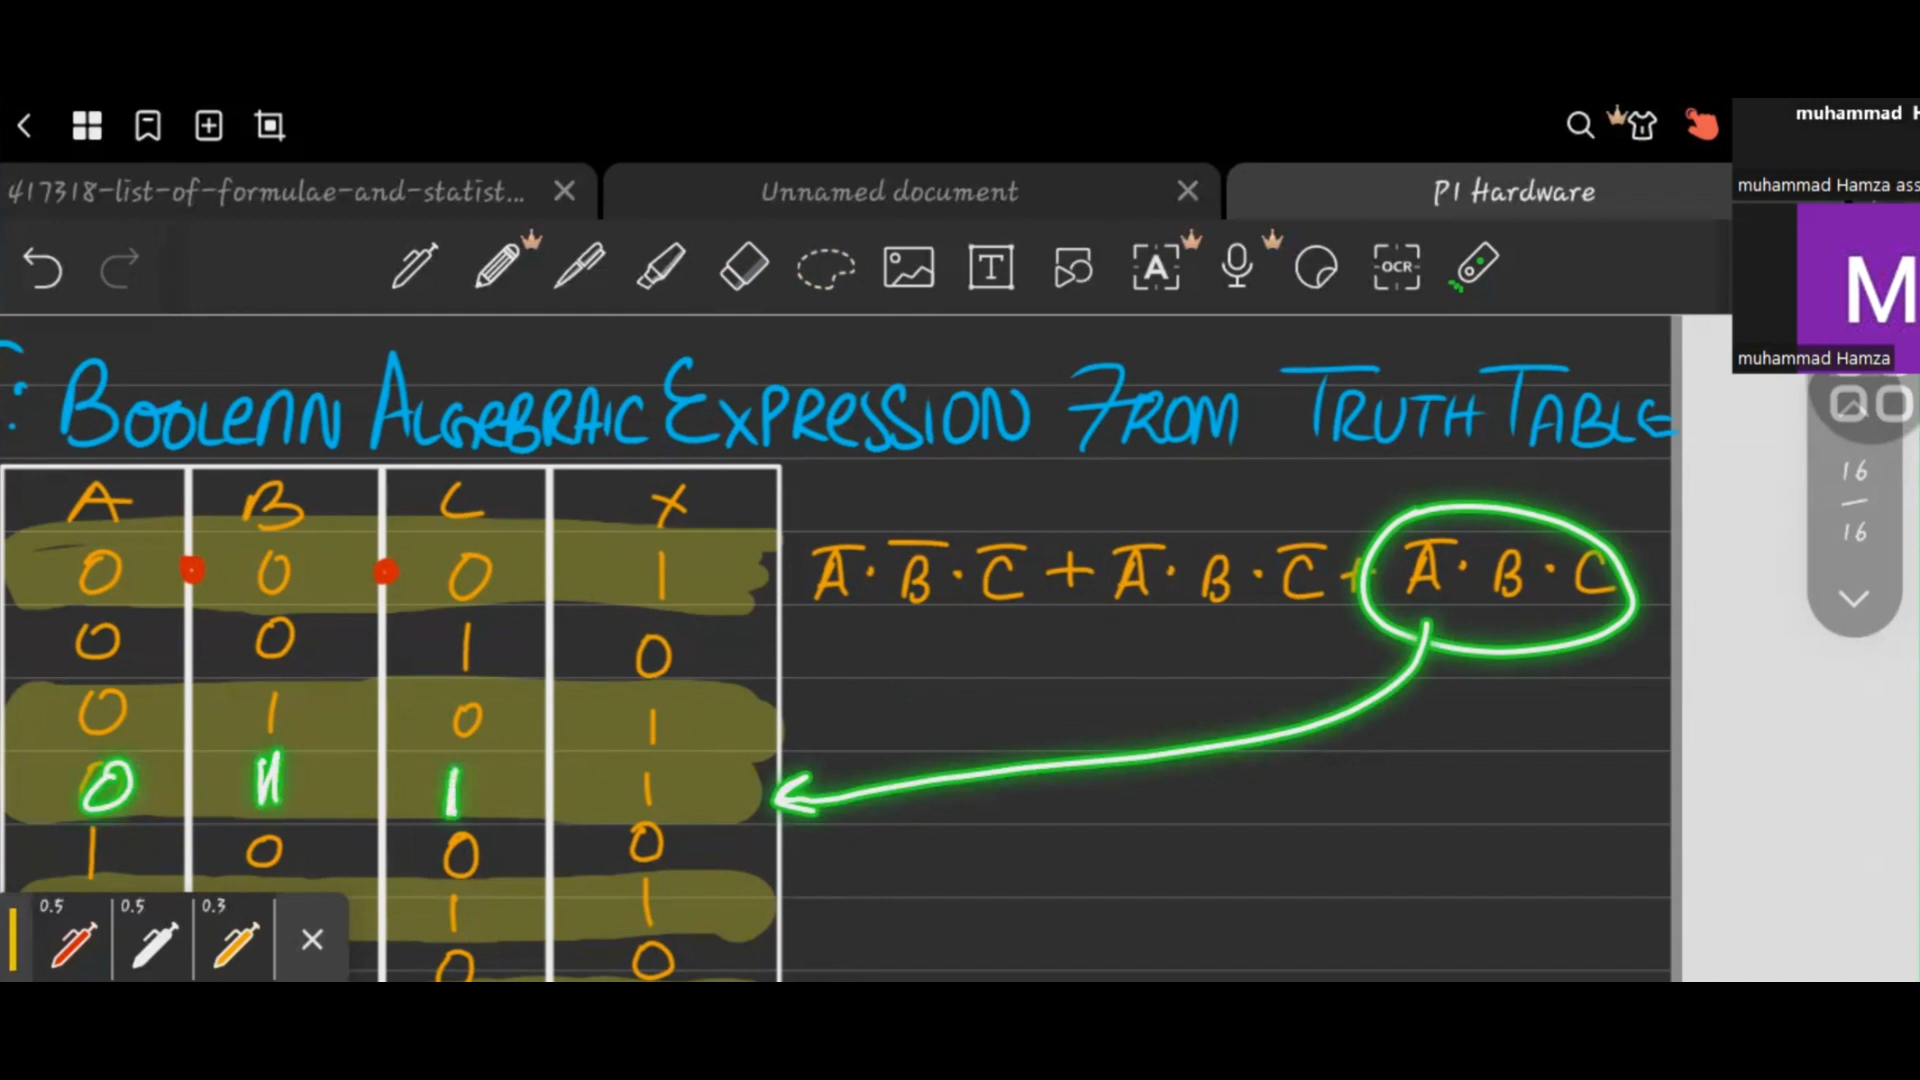 muhammad H
muhammad Hamza ass
417318-list-of-formulae-and-statist...
Unnamed document
P1 Hardware
T
A
OCR
M
muhammad Hamza
: BOOLEAN ALGEBRAIC EXPRESSION FROM TRUTH TABLE
16
16
A B C X
0 0 0 1 A̅ · B̅ · C̅ + A̅ · B · C̅ + A̅ · B · C
0 0 1 0
0 1 0 1
0 1 1 1
1 0 0 0
1 1
0 0
0.5 0.5 0.3